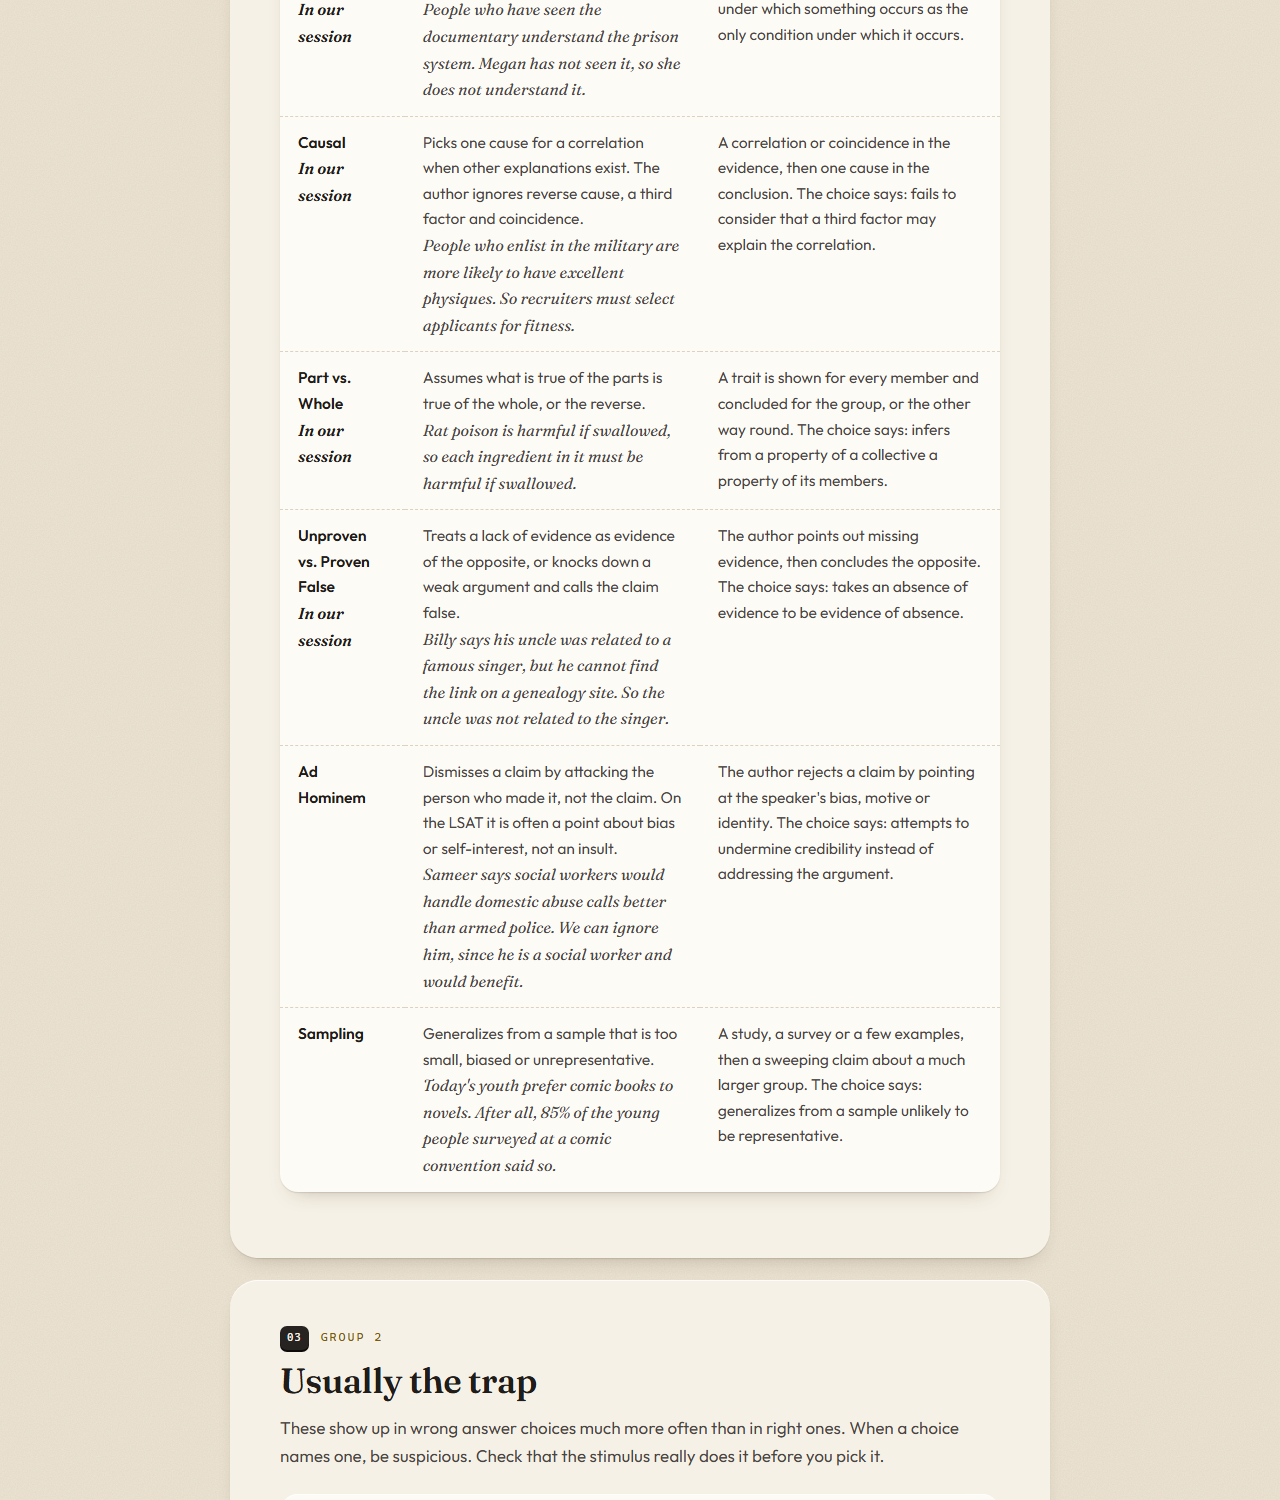 In our
session
People who have seen the
documentary understand the prison
system. Megan has not seen it, so she
does not understand it.
under which something occurs as the
only condition under which it occurs.
Causal
In our
session
Picks one cause for a correlation
when other explanations exist. The
author ignores reverse cause, a third
factor and coincidence.
People who enlist in the military are
more likely to have excellent
physiques. So recruiters must select
applicants for fitness.
A correlation or coincidence in the
evidence, then one cause in the
conclusion. The choice says: fails to
consider that a third factor may
explain the correlation.
Part vs.
Whole
In our
session
Assumes what is true of the parts is
true of the whole, or the reverse.
Rat poison is harmful if swallowed,
so each ingredient in it must be
harmful if swallowed.
A trait is shown for every member and
concluded for the group, or the other
way round. The choice says: infers
from a property of a collective a
property of its members.
Unproven
vs. Proven
False
In our
session
Treats a lack of evidence as evidence
of the opposite, or knocks down a
weak argument and calls the claim
false.
Billy says his uncle was related to a
famous singer, but he cannot find
the link on a genealogy site. So the
uncle was not related to the singer.
The author points out missing
evidence, then concludes the opposite.
The choice says: takes an absence of
evidence to be evidence of absence.
Ad
Hominem
Dismisses a claim by attacking the
person who made it, not the claim. On
the LSAT it is often a point about bias
or self-interest, not an insult.
Sameer says social workers would
handle domestic abuse calls better
than armed police. We can ignore
him, since he is a social worker and
would benefit.
The author rejects a claim by pointing
at the speaker's bias, motive or
identity. The choice says: attempts to
undermine credibility instead of
addressing the argument.
Sampling
Generalizes from a sample that is too
small, biased or unrepresentative.
Today's youth prefer comic books to
novels. After all, 85% of the young
people surveyed at a comic
convention said so.
A study, a survey or a few examples,
then a sweeping claim about a much
larger group. The choice says:
generalizes from a sample unlikely to
be representative.
03 GROUP 2
Usually the trap
These show up in wrong answer choices much more often than in right ones. When a choice
names one, be suspicious. Check that the stimulus really does it before you pick it.